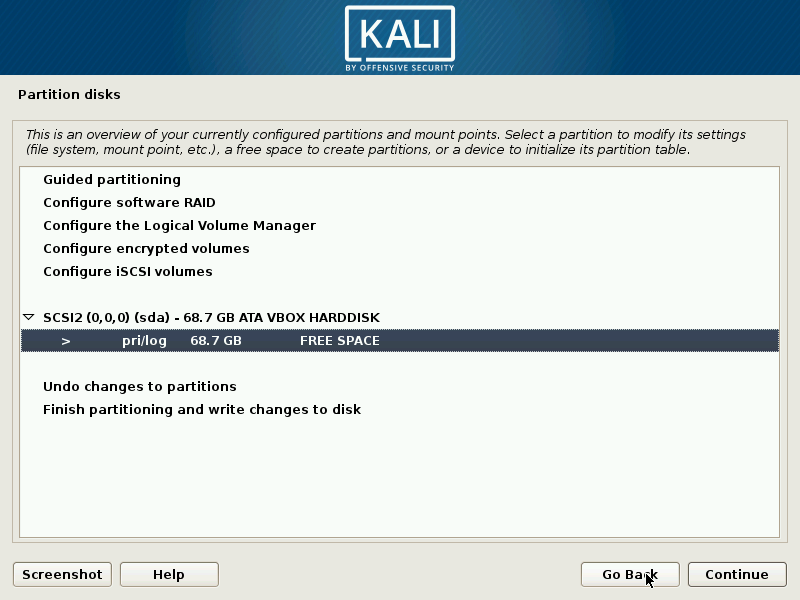 KALI
BY OFFENSIVE SECURITY
Partition disks
This is an overview of your currently configured partitions and mount points. Select a partition to modify its settings
(file system, mount point, etc.), a free space to create partitions, or a device to initialize its partition table.
Guided partitioning
Configure software RAID
Configure the Logical Volume Manager
Configure encrypted volumes
Configure iSCSI volumes
SCSI2 (0,0,0) (sda) - 68.7 GB ATA VBOX HARDDISK
> pri/log 68.7 GB FREE SPACE
Undo changes to partitions
Finish partitioning and write changes to disk
Screenshot Help Go Back Continue